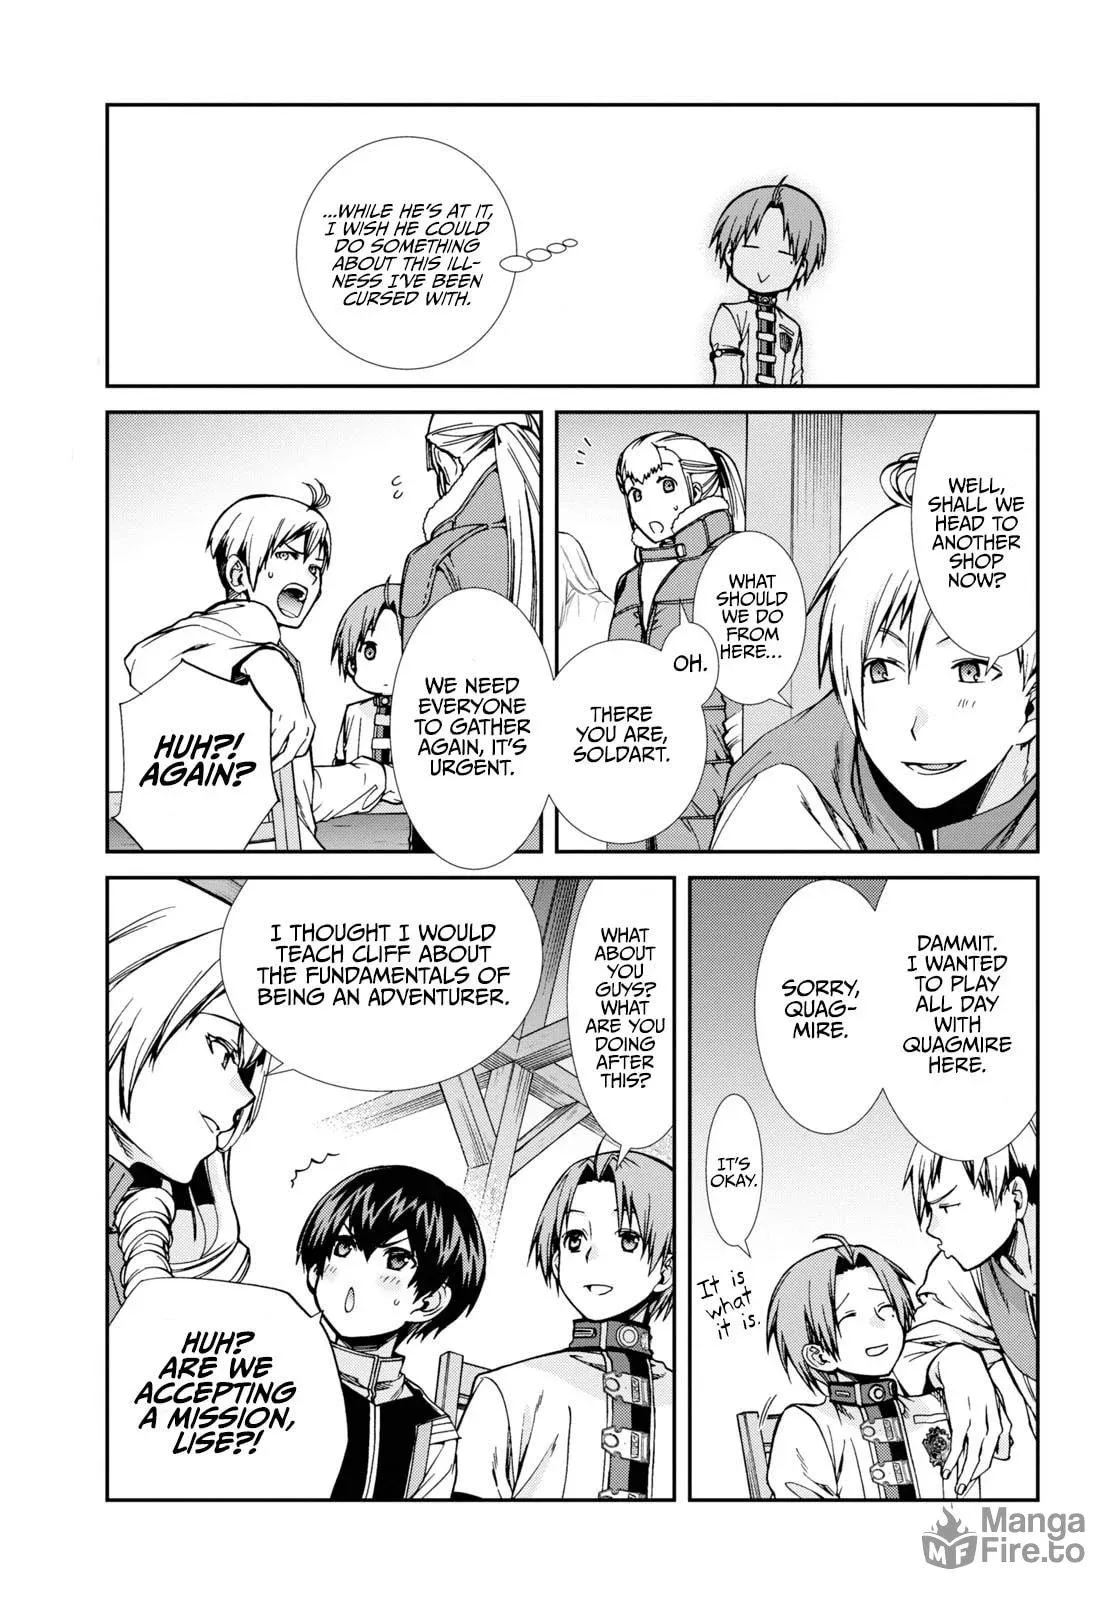 ...WHILE HE'S AT IT,
I WISH HE COULD
DO SOMETHING
ABOUT THIS ILL-
NESS I'VE BEEN
CURSED WITH.
WELL,
SHALL WE
HEAD TO
ANOTHER
SHOP
NOW?
WHAT
SHOULD
WE DO
FROM
HERE...
OH.
THERE
YOU ARE,
SOLDART.
WE NEED
EVERYONE
TO GATHER
AGAIN, IT'S
URGENT.
HUH?!
AGAIN?
DAMMIT.
I WANTED
TO PLAY
ALL DAY
WITH
QUAGMIRE
HERE.
SORRY,
QUAG-
MIRE.
IT'S
OKAY.
It is
what
it is.
WHAT
ABOUT
YOU
GUYS?
WHAT
ARE YOU
DOING
AFTER
THIS?
I THOUGHT I WOULD
TEACH CLIFF ABOUT
THE FUNDAMENTALS OF
BEING AN ADVENTURER.
HUH?
ARE WE
ACCEPTING
A MISSION,
LISE?!
MF
Manga
Fire.to